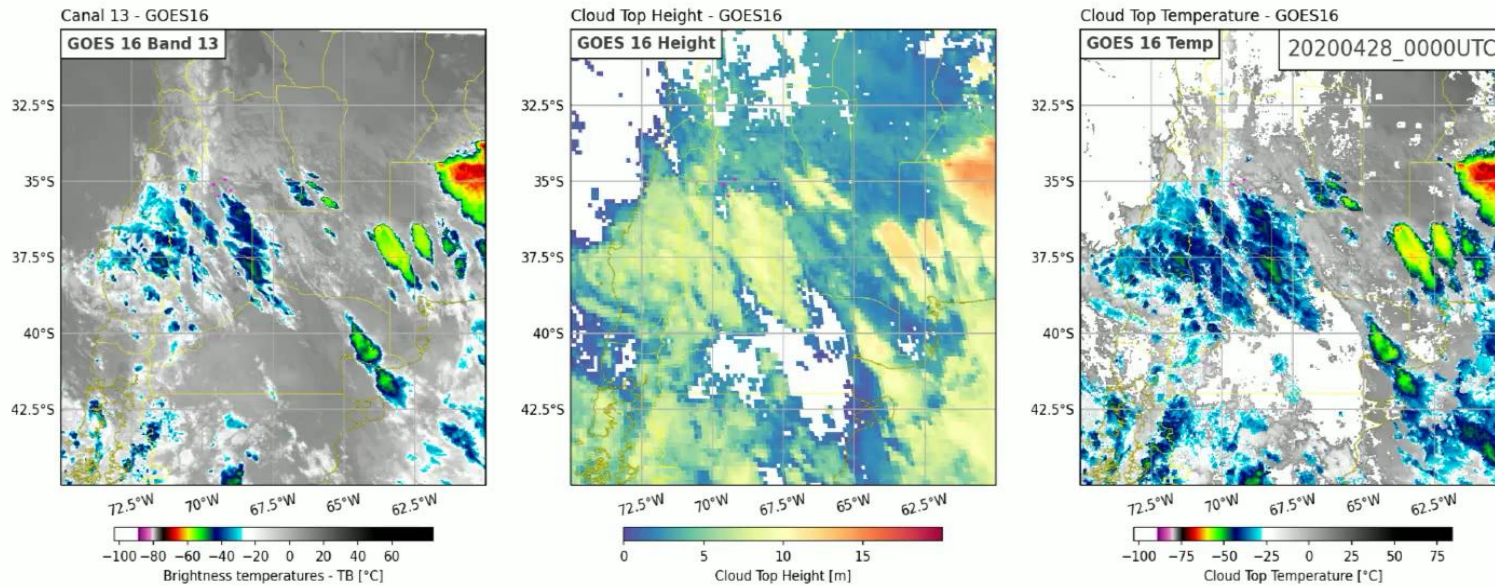 Canal 13 - GOES16
GOES 16 Band 13
32.5°S
35°S
37.5°S
40°S
42.5°S
72.5°W
70°W
67.5°W
65°W
62.5°W
−100 −80 −60 −40 −20 0 20 40 60
Brightness temperatures - TB [°C]
Cloud Top Height - GOES16
GOES 16 Height
32.5°S
35°S
37.5°S
40°S
42.5°S
72.5°W
70°W
67.5°W
65°W
62.5°W
0 5 10 15
Cloud Top Height [m]
Cloud Top Temperature - GOES16
GOES 16 Temp
20200428_0000UTC
32.5°S
35°S
37.5°S
40°S
42.5°S
72.5°W
70°W
67.5°W
65°W
62.5°W
−100 −75 −50 −25 0 25 50 75
Cloud Top Temperature [°C]